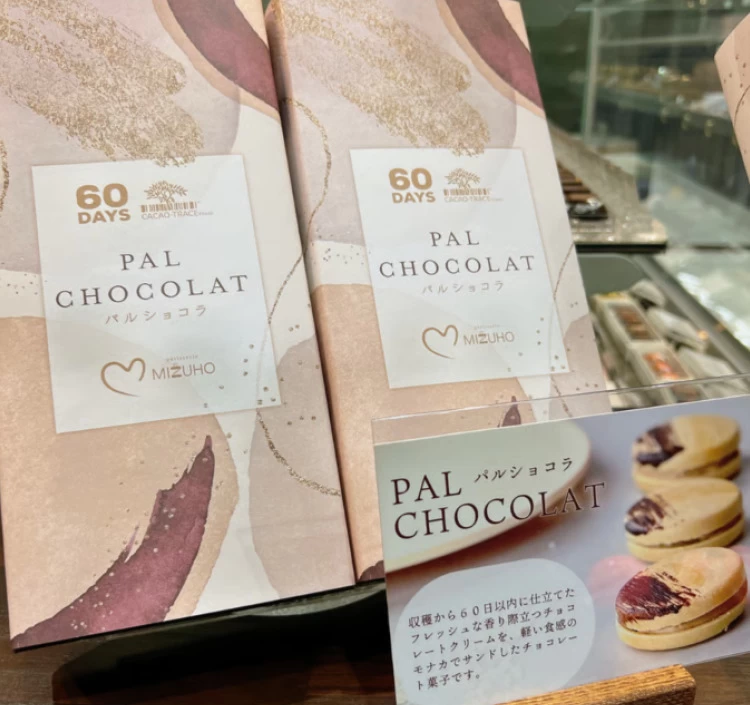 60
DAYS
CACAO-TRACE
PAL
CHOCOLAT
パルショコラ
patisserie
MIZUHO
60
DAYS
CACAO-TRACE
PAL
CHOCOLAT
パルショコラ
patisserie
MIZUHO
PAL パルショコラ
CHOCOLAT
収穫から60日以内に仕立てた
フレッシュな香り際立つチョコ
レートクリームを、軽い食感の
モナカでサンドしたチョコレー
ト菓子です。